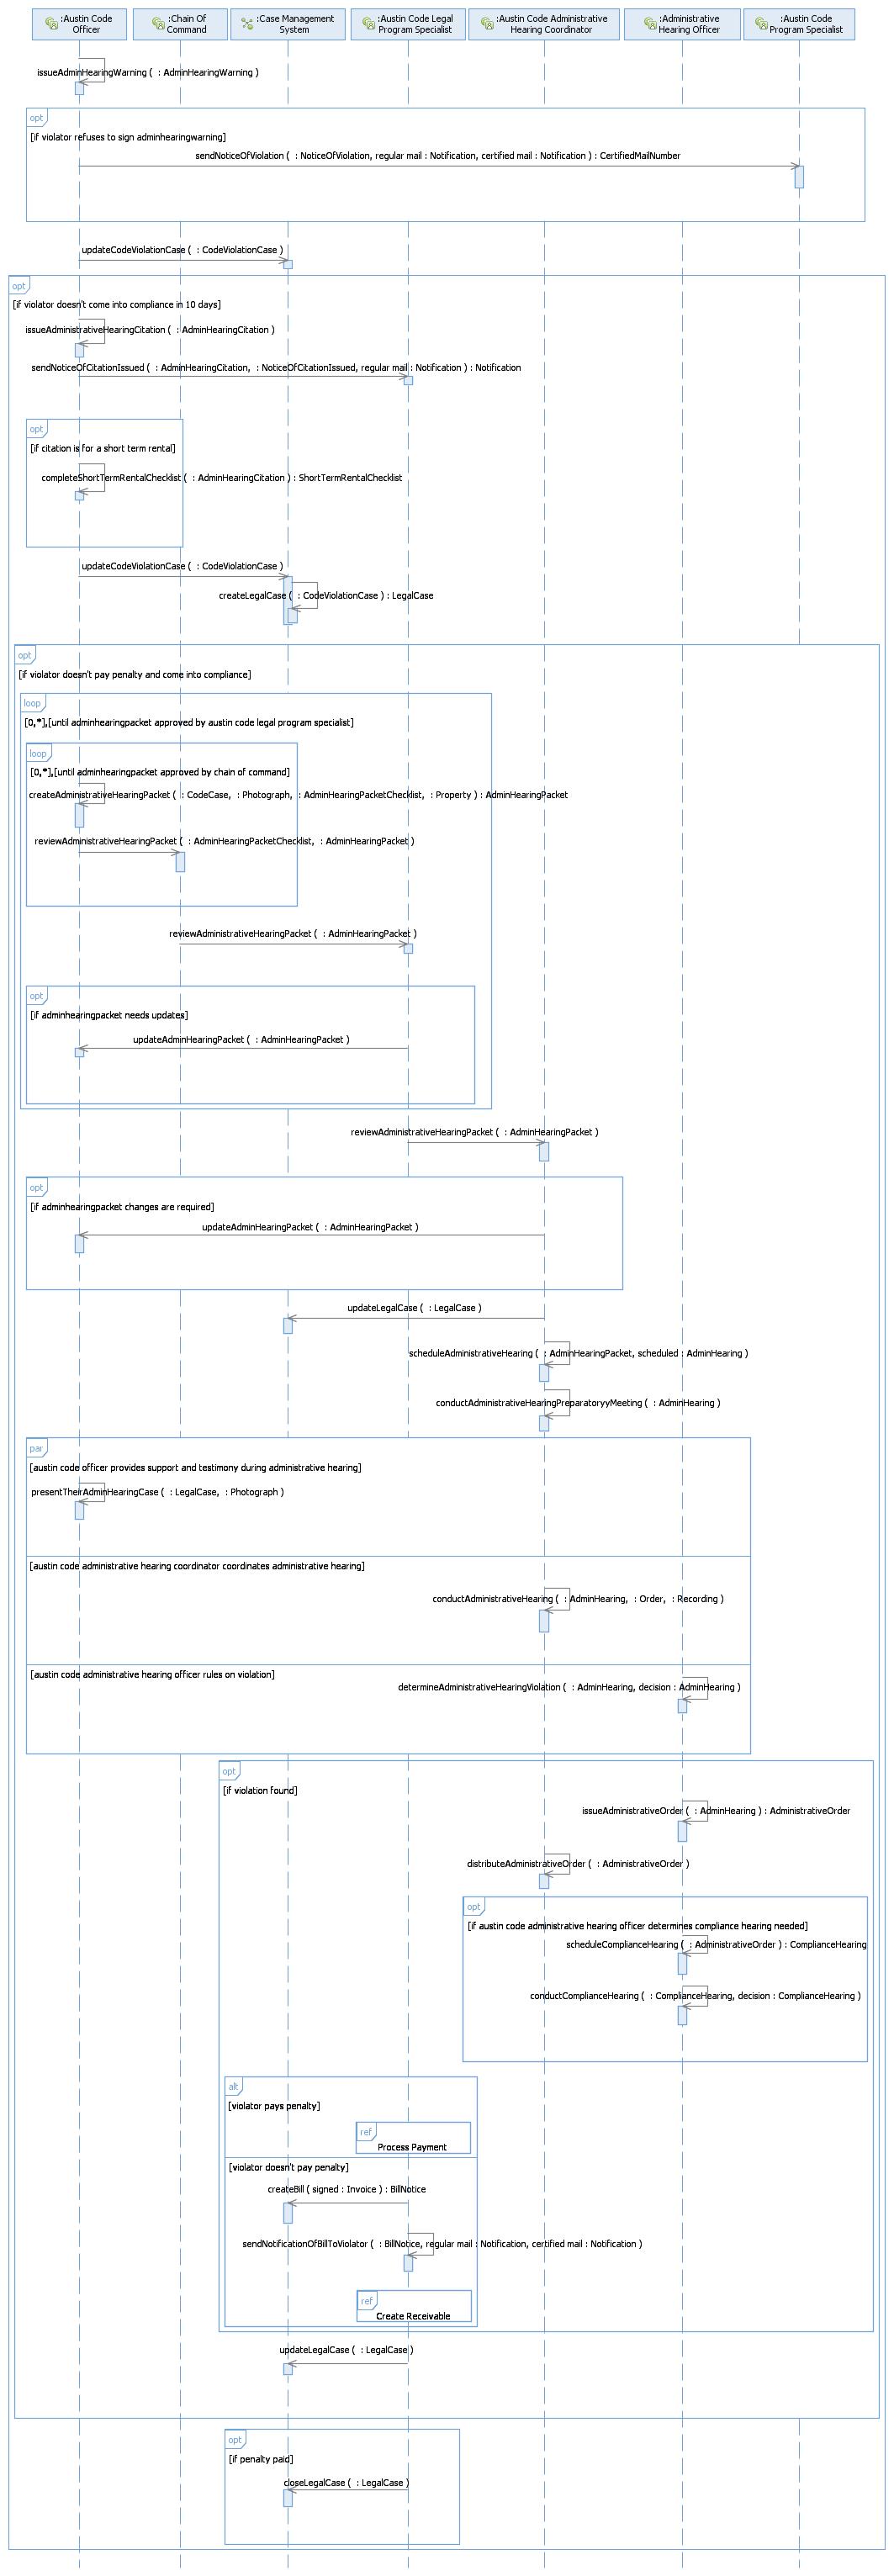 :Austin Code
Officer
:Chain Of
Command
:Case Management
System
:Austin Code Legal
Program Specialist
:Austin Code Administrative
Hearing Coordinator
:Administrative
Hearing Officer
:Austin Code
Program Specialist
issueAdminHearingWarning ( : AdminHearingWarning )
opt
[if violator refuses to sign adminhearingwarning]
sendNoticeOfViolation ( : NoticeOfViolation, regular mail : Notification, certified mail : Notification ) : CertifiedMailNumber
updateCodeViolationCase ( : CodeViolationCase )
opt
[if violator doesn't come into compliance in 10 days]
issueAdministrativeHearingCitation ( : AdminHearingCitation )
sendNoticeOfCitationIssued ( : AdminHearingCitation, : NoticeOfCitationIssued, regular mail : Notification ) : Notification
opt
[if citation is for a short term rental]
completeShortTermRentalChecklist ( : AdminHearingCitation ) : ShortTermRentalChecklist
updateCodeViolationCase ( : CodeViolationCase )
createLegalCase ( : CodeViolationCase ) : LegalCase
opt
[if violator doesn't pay penalty and come into compliance]
loop
[0,*],[until adminhearingpacket approved by austin code legal program specialist]
loop
[0,*],[until adminhearingpacket approved by chain of command]
createAdministrativeHearingPacket ( : CodeCase, : Photograph, : AdminHearingPacketChecklist, : Property ) : AdminHearingPacket
reviewAdministrativeHearingPacket ( : AdminHearingPacketChecklist, : AdminHearingPacket )
reviewAdministrativeHearingPacket ( : AdminHearingPacket )
opt
[if adminhearingpacket needs updates]
updateAdminHearingPacket ( : AdminHearingPacket )
reviewAdministrativeHearingPacket ( : AdminHearingPacket )
opt
[if adminhearingpacket changes are required]
updateAdminHearingPacket ( : AdminHearingPacket )
updateLegalCase ( : LegalCase )
scheduleAdministrativeHearing ( : AdminHearingPacket, scheduled : AdminHearing )
conductAdministrativeHearingPreparatoryyMeeting ( : AdminHearing )
par
[austin code officer provides support and testimony during administrative hearing]
presentTheirAdminHearingCase ( : LegalCase, : Photograph )
[austin code administrative hearing coordinator coordinates administrative hearing]
conductAdministrativeHearing ( : AdminHearing, : Order, : Recording )
[austin code administrative hearing officer rules on violation]
determineAdministrativeHearingViolation ( : AdminHearing, decision : AdminHearing )
opt
[if violation found]
issueAdministrativeOrder ( : AdminHearing ) : AdministrativeOrder
distributeAdministrativeOrder ( : AdministrativeOrder )
opt
[if austin code administrative hearing officer determines compliance hearing needed]
scheduleComplianceHearing ( : AdministrativeOrder ) : ComplianceHearing
conductComplianceHearing ( : ComplianceHearing, decision : ComplianceHearing )
alt
[violator pays penalty]
ref
Process Payment
[violator doesn't pay penalty]
createBill ( signed : Invoice ) : BillNotice
sendNotificationOfBillToViolator ( : BillNotice, regular mail : Notification, certified mail : Notification )
ref
Create Receivable
updateLegalCase ( : LegalCase )
opt
[if penalty paid]
closeLegalCase ( : LegalCase )